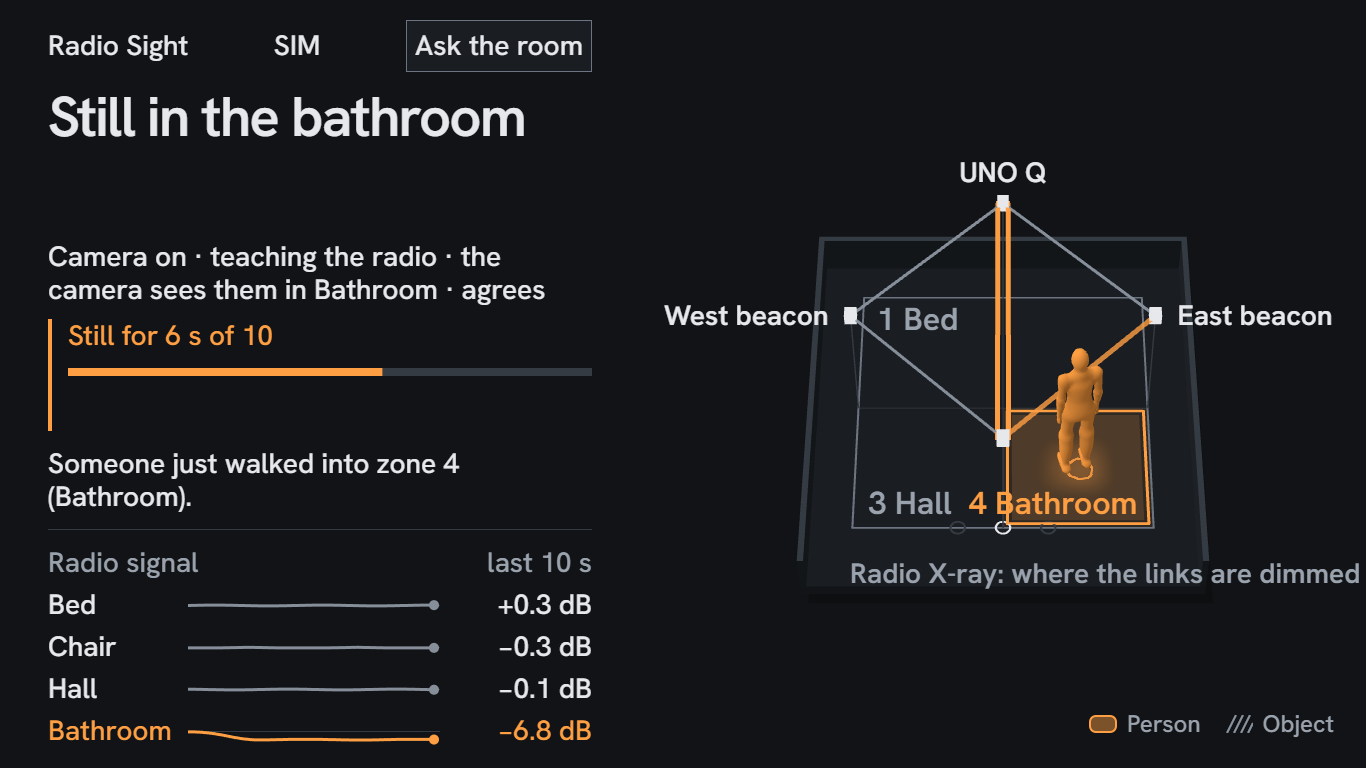 Radio Sight
SIM
Ask the room
Still in the bathroom
Camera on · teaching the radio · the
camera sees them in Bathroom · agrees
Still for 6 s of 10
Someone just walked into zone 4
(Bathroom).
Radio signal
last 10 s
Bed
+0.3 dB
Chair
−0.3 dB
Hall
−0.1 dB
Bathroom
−6.8 dB
UNO Q
West beacon
1 Bed
East beacon
3 Hall
4 Bathroom
Radio X-ray: where the links are dimmed
Person
Object